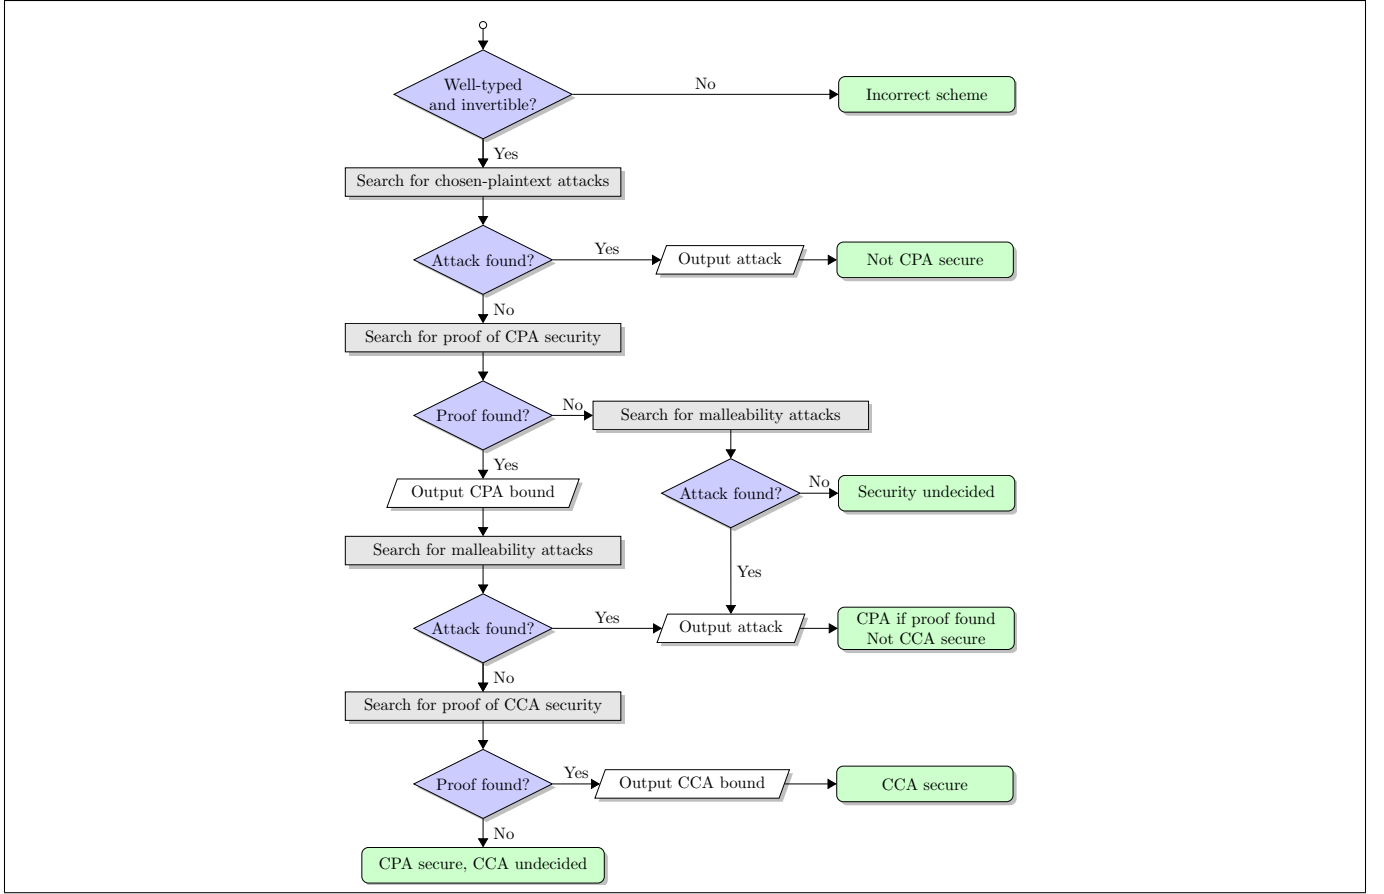 Well-typed
and invertible?
No
Incorrect scheme
Yes
Search for chosen-plaintext attacks
Attack found?
Yes
Output attack
Not CPA secure
No
Search for proof of CPA security
Proof found?
No
Search for malleability attacks
Yes
Output CPA bound
Attack found?
No
Security undecided
Search for malleability attacks
Yes
Attack found?
Yes
Output attack
CPA if proof found
Not CCA secure
No
Search for proof of CCA security
Proof found?
Yes
Output CCA bound
CCA secure
No
CPA secure, CCA undecided